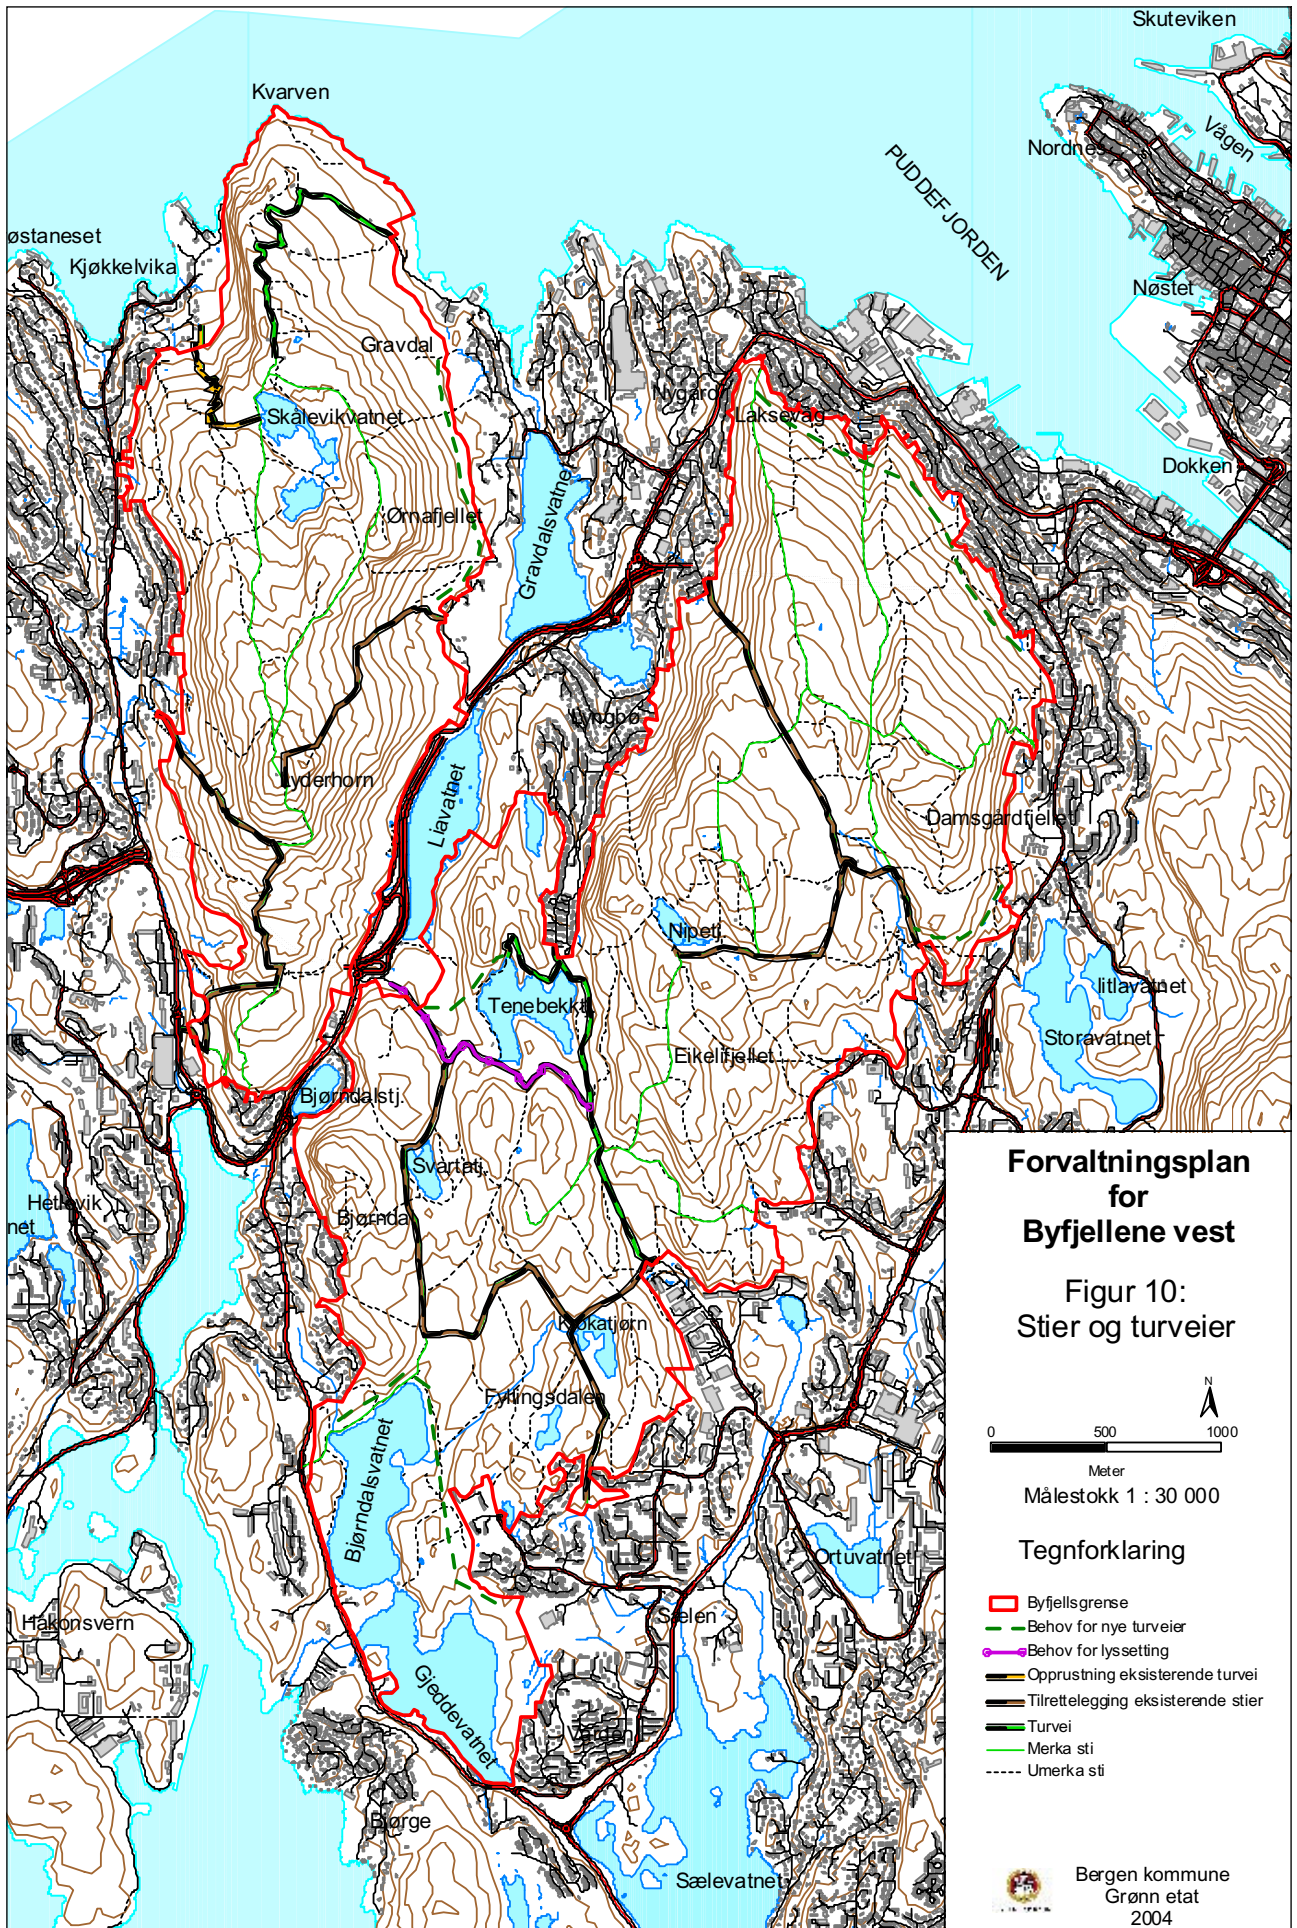 Skuteviken
Kvarven
Vågen
Nordnes
PUDDEFJORDEN
østaneset
Kjøkkelvika
Nøstet
Gravdal
Nygård
Laksevåg
Skålevikvatnet
Dokken
Gravdalsvatnet
Ørnafjellet
Lyngbø
Lyderhorn
Liavatnet
Damsgårdfjellet
Nipetj.
Tenebekktj.
litlavatnet
Storavatnet
Eikelifjellet
Bjørndalstj.
Svartatj.
Hetlevik
net
Bjørndal
Kjøkatjørn
Fyllingsdalen
Bjørndalsvatnet
Ortuvatnet
Håkonsvern
Sælen
Gjeddevatnet
Varden
Bjørge
Sælevatnet
Forvaltningsplan
for
Byfjellene vest
Figur 10:
Stier og turveier
N
0 500 1000
Meter
Målestokk 1 : 30 000
Tegnforklaring
Byfjellsgrense
Behov for nye turveier
Behov for lyssetting
Opprustning eksisterende turvei
Tilrettelegging eksisterende stier
Turvei
Merka sti
Umerka sti
Bergen kommune
Grønn etat
2004